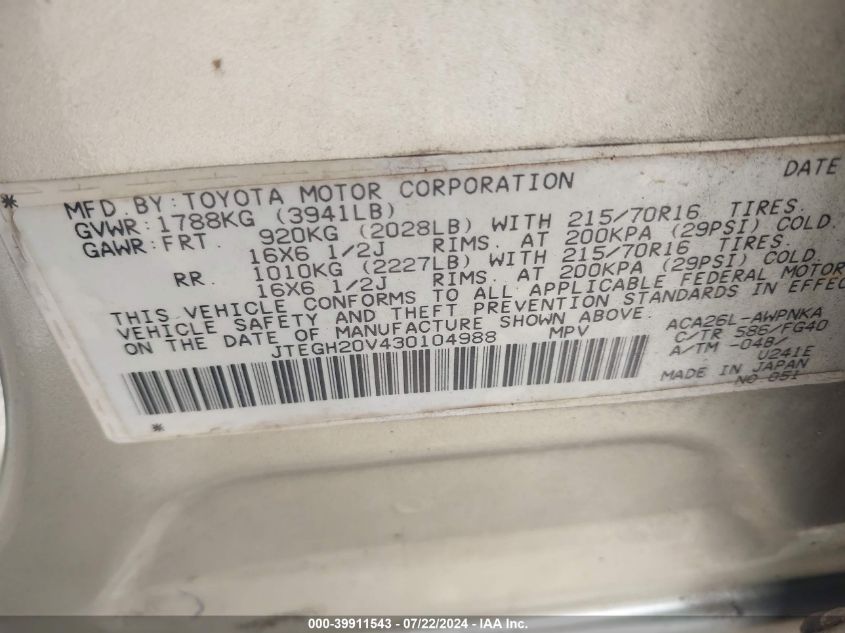 DATE
* MFD. BY: TOYOTA MOTOR CORPORATION
GVWR: 1788KG (3941LB)
GAWR: FRT. 920KG (2028LB) WITH 215/70R16 TIRES.
16X6 1/2J RIMS. AT 200KPA (29PSI) COLD.
RR. 1010KG (2227LB) WITH 215/70R16 TIRES.
16X6 1/2J RIMS. AT 200KPA (29PSI) COLD.
THIS VEHICLE CONFORMS TO ALL APPLICABLE FEDERAL MOTOR
VEHICLE SAFETY AND THEFT PREVENTION STANDARDS IN EFFEC
ON THE DATE OF MANUFACTURE SHOWN ABOVE.
JTEGH20V430104988 MPV
ACA26L-AWPNKA
C/TR 586/FG40
A/TM -04B/
U241E
MADE IN JAPAN
NO 051
*
000-39911543 / 07/22/2024 - IAA Inc.